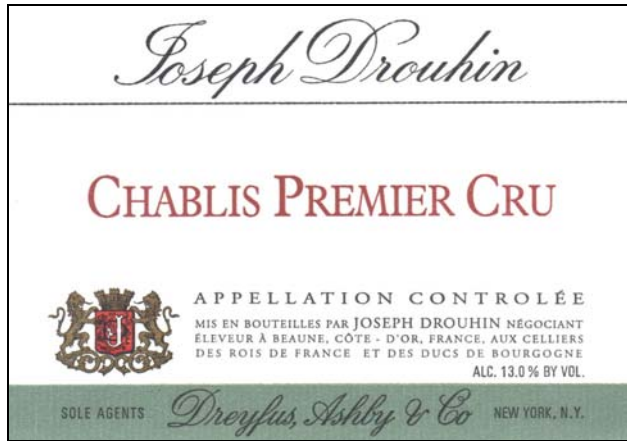 Joseph Drouhin
CHABLIS PREMIER CRU
APPELLATION CONTROLÉE
MIS EN BOUTEILLES PAR JOSEPH DROUHIN NÉGOCIANT
ÉLEVEUR À BEAUNE, CÔTE - D'OR, FRANCE, AUX CELLIERS
DES ROIS DE FRANCE ET DES DUCS DE BOURGOGNE
ALC. 13.0 % BY VOL.
SOLE AGENTS Dreyfus, Ashby & Co NEW YORK, N.Y.